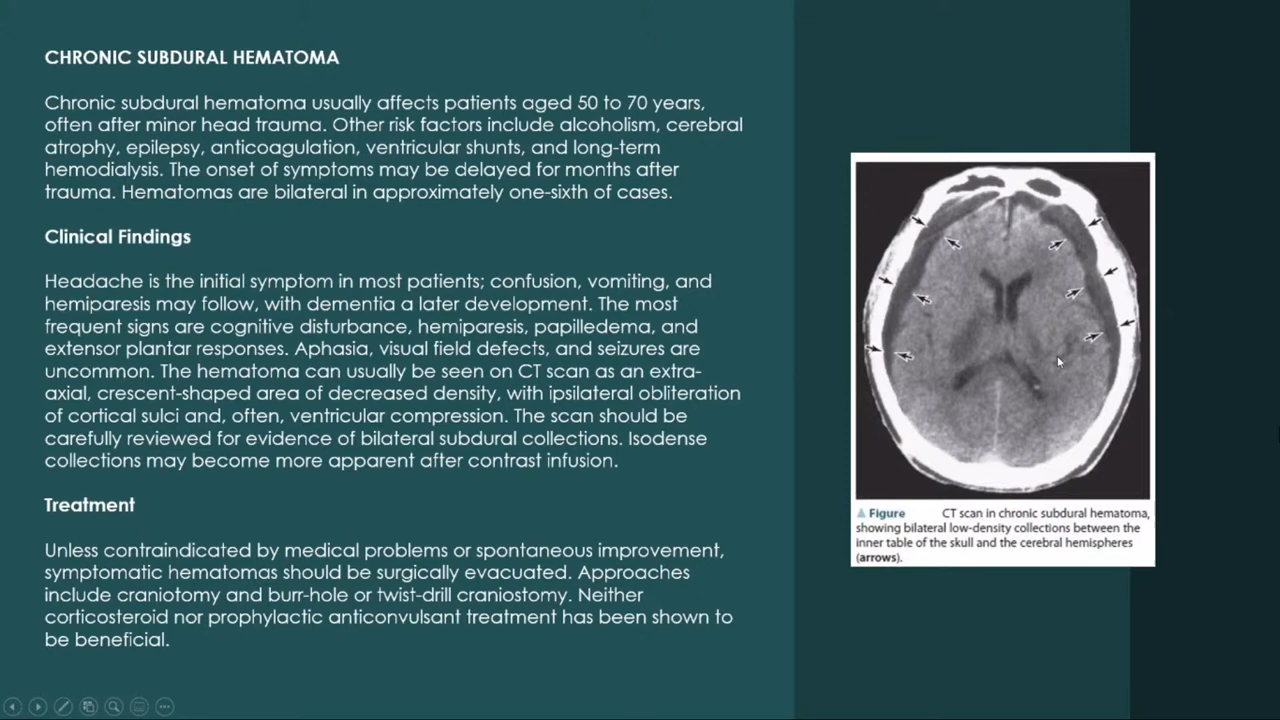 CHRONIC SUBDURAL HEMATOMA
Chronic subdural hematoma usually affects patients aged 50 to 70 years,
often after minor head trauma. Other risk factors include alcoholism, cerebral
atrophy, epilepsy, anticoagulation, ventricular shunts, and long-term
hemodialysis. The onset of symptoms may be delayed for months after
trauma. Hematomas are bilateral in approximately one-sixth of cases.
Clinical Findings
Headache is the initial symptom in most patients; confusion, vomiting, and
hemiparesis may follow, with dementia a later development. The most
frequent signs are cognitive disturbance, hemiparesis, papilledema, and
extensor plantar responses. Aphasia, visual field defects, and seizures are
uncommon. The hematoma can usually be seen on CT scan as an extra-
axial, crescent-shaped area of decreased density, with ipsilateral obliteration
of cortical sulci and, often, ventricular compression. The scan should be
carefully reviewed for evidence of bilateral subdural collections. Isodense
collections may become more apparent after contrast infusion.
Treatment
Unless contraindicated by medical problems or spontaneous improvement,
symptomatic hematomas should be surgically evacuated. Approaches
include craniotomy and burr-hole or twist-drill craniostomy. Neither
corticosteroid nor prophylactic anticonvulsant treatment has been shown to
be beneficial.
▲ Figure CT scan in chronic subdural hematoma,
showing bilateral low-density collections between the
inner table of the skull and the cerebral hemispheres
(arrows).